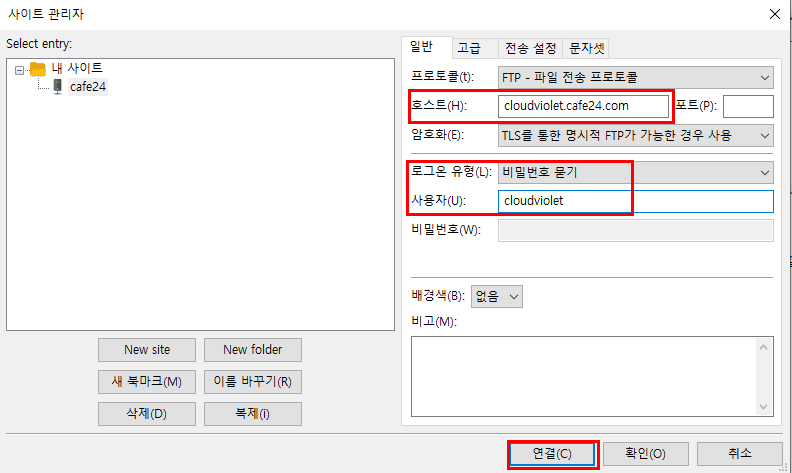 사이트 관리자
Select entry:
내 사이트
cafe24
New site
New folder
새 북마크(M)
이름 바꾸기(R)
삭제(D)
복제(i)
일반
고급
전송 설정
문자셋
프로토콜(t):
FTP - 파일 전송 프로토콜
호스트(H):
cloudviolet.cafe24.com
포트(P):
암호화(E):
TLS를 통한 명시적 FTP가 가능한 경우 사용
로그온 유형(L):
비밀번호 묻기
사용자(U):
cloudviolet
비밀번호(W):
배경색(B):
없음
비고(M):
연결(C)
확인(O)
취소